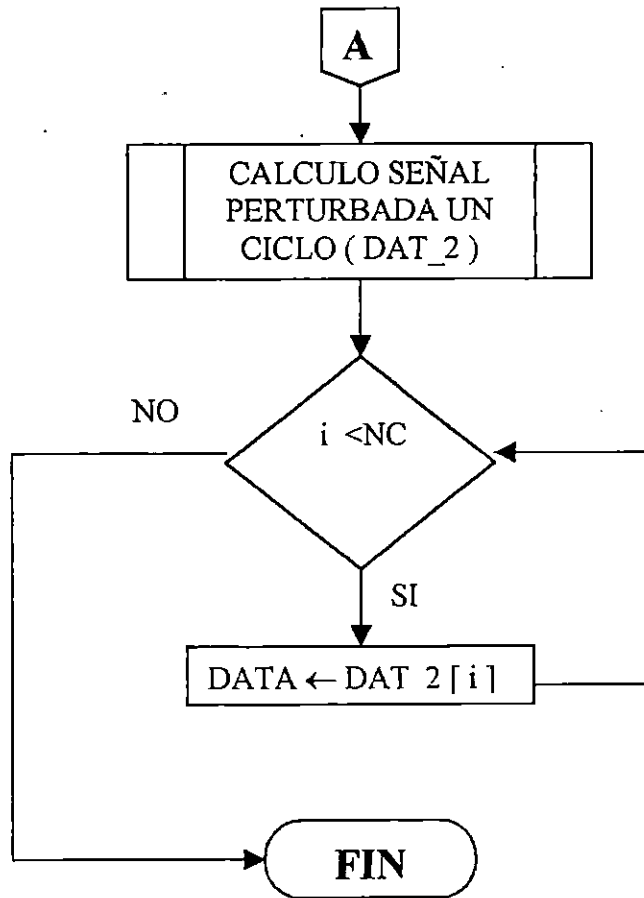 A
CALCULO SEÑAL
PERTURBADA UN
CICLO ( DAT_2 )
NO
i <NC
SI
DATA ← DAT 2 [ i ]
FIN